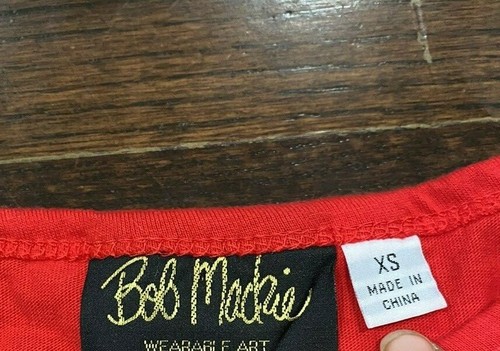 Bob Mackie
WEARABLE ART
XS
MADE IN
CHINA